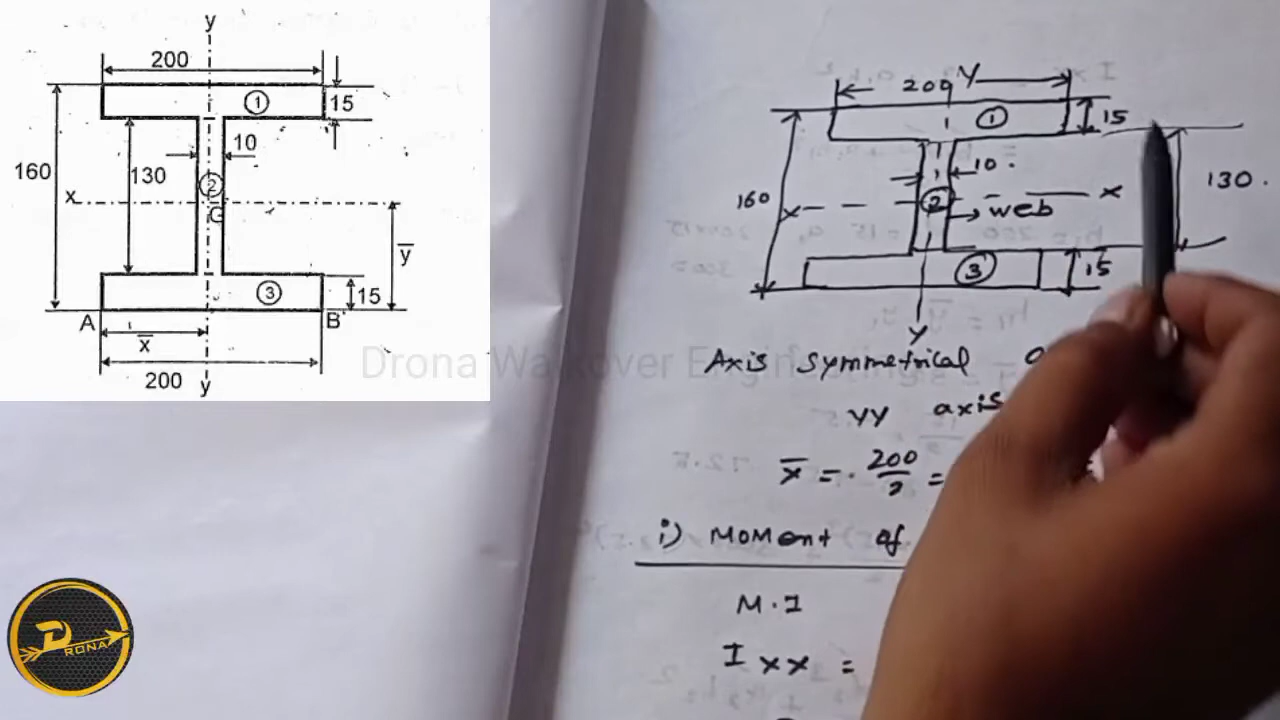 y
200
1
15
10
160
130
2
x
G
y
3
15
A
B
x
200
y
Drona Walkover Engineering
DRONA
200 Y
1
15
10
130.
160
2
x
x
web
3
15
Y
Axis Symmetrical
YY axis
x = 200/2 =
i) MoMent of
M.I
I xx =